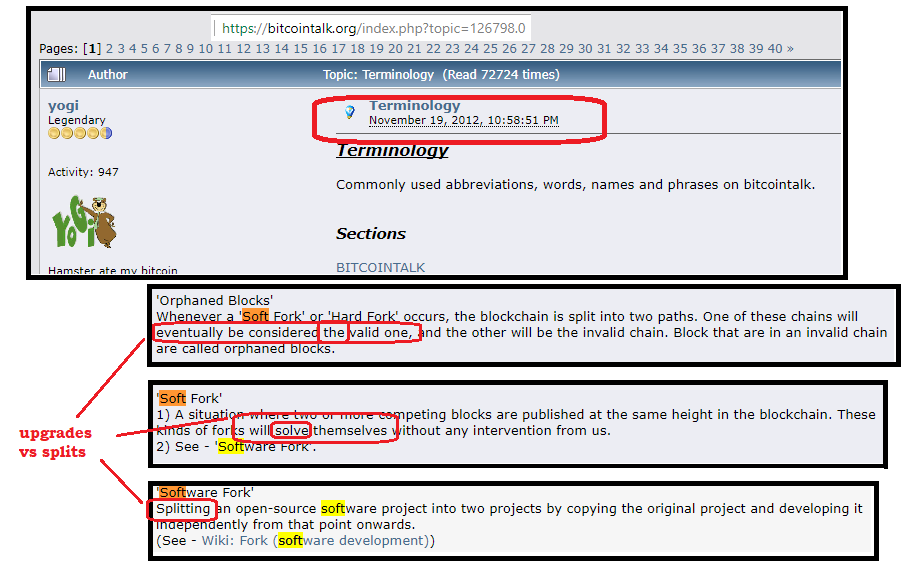 https://bitcointalk.org/index.php?topic=126798.0
Pages: [1] 2 3 4 5 6 7 8 9 10 11 12 13 14 15 16 17 18 19 20 21 22 23 24 25 26 27 28 29 30 31 32 33 34 35 36 37 38 39 40 »
Author Topic: Terminology (Read 72724 times)
yogi
Legendary
Activity: 947
YOGi
Hamster ate my bitcoin
Terminology
November 19, 2012, 10:58:51 PM
Terminology
Commonly used abbreviations, words, names and phrases on bitcointalk.
Sections
BITCOINTALK
'Orphaned Blocks'
Whenever a 'Soft Fork' or 'Hard Fork' occurs, the blockchain is split into two paths. One of these chains will
eventually be considered the valid one, and the other will be the invalid chain. Block that are in an invalid chain
are called orphaned blocks.
'Soft Fork'
1) A situation where two or more competing blocks are published at the same height in the blockchain. These
kinds of forks will solve themselves without any intervention from us.
2) See - 'Software Fork'.
upgrades
vs splits
'Software Fork'
Splitting an open-source software project into two projects by copying the original project and developing it
independently from that point onwards.
(See - Wiki: Fork (software development))